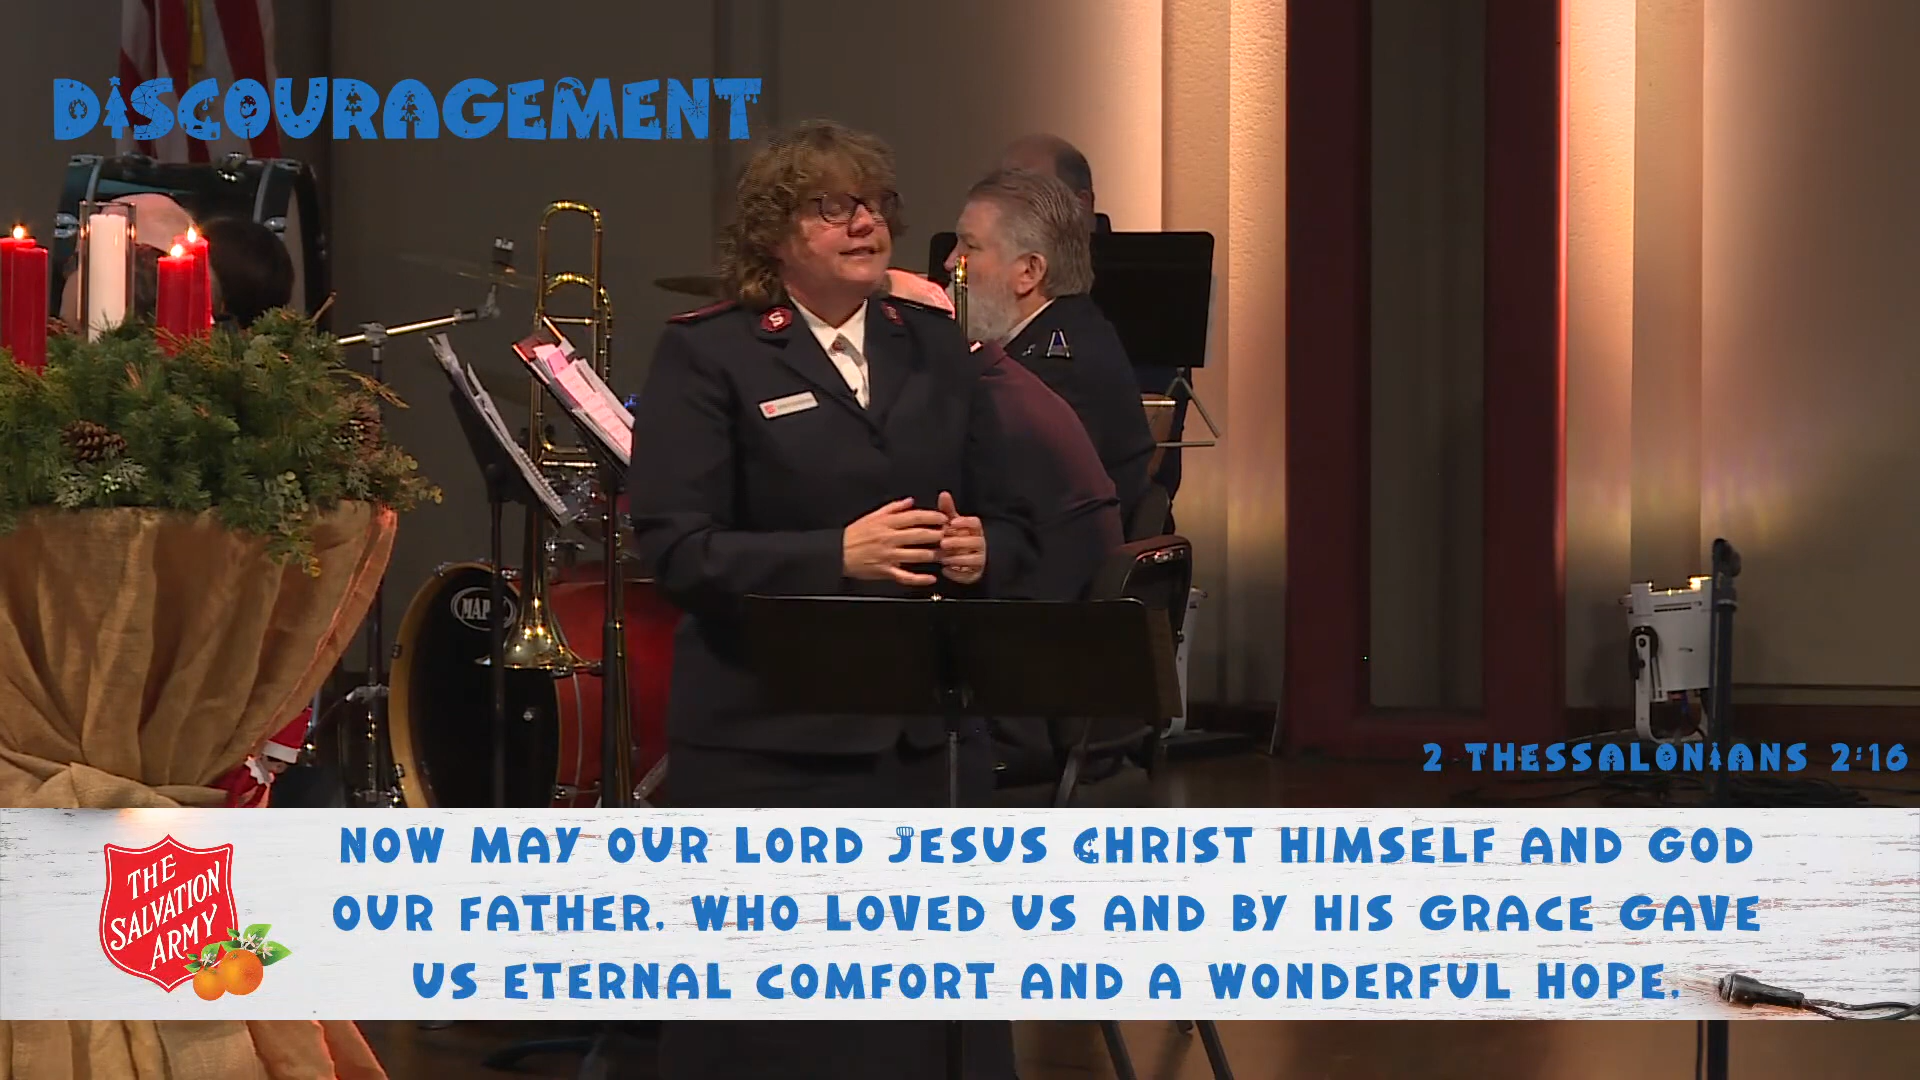 DISCOURAGEMENT
S
MAP
2 THESSALONIANS 2:16
NOW MAY OUR LORD JESUS CHRIST HIMSELF AND GOD
OUR FATHER, WHO LOVED US AND BY HIS GRACE GAVE
US ETERNAL COMFORT AND A WONDERFUL HOPE.
THE
SALVATION
ARMY